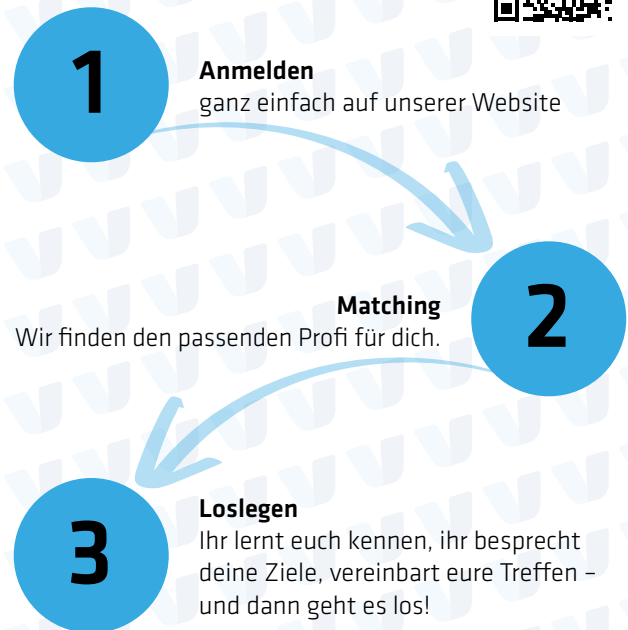 1
Anmelden
ganz einfach auf unserer Website
Matching
Wir finden den passenden Profi für dich.
2
3
Loslegen
Ihr lernt euch kennen, ihr besprecht
deine Ziele, vereinbart eure Treffen –
und dann geht es los!